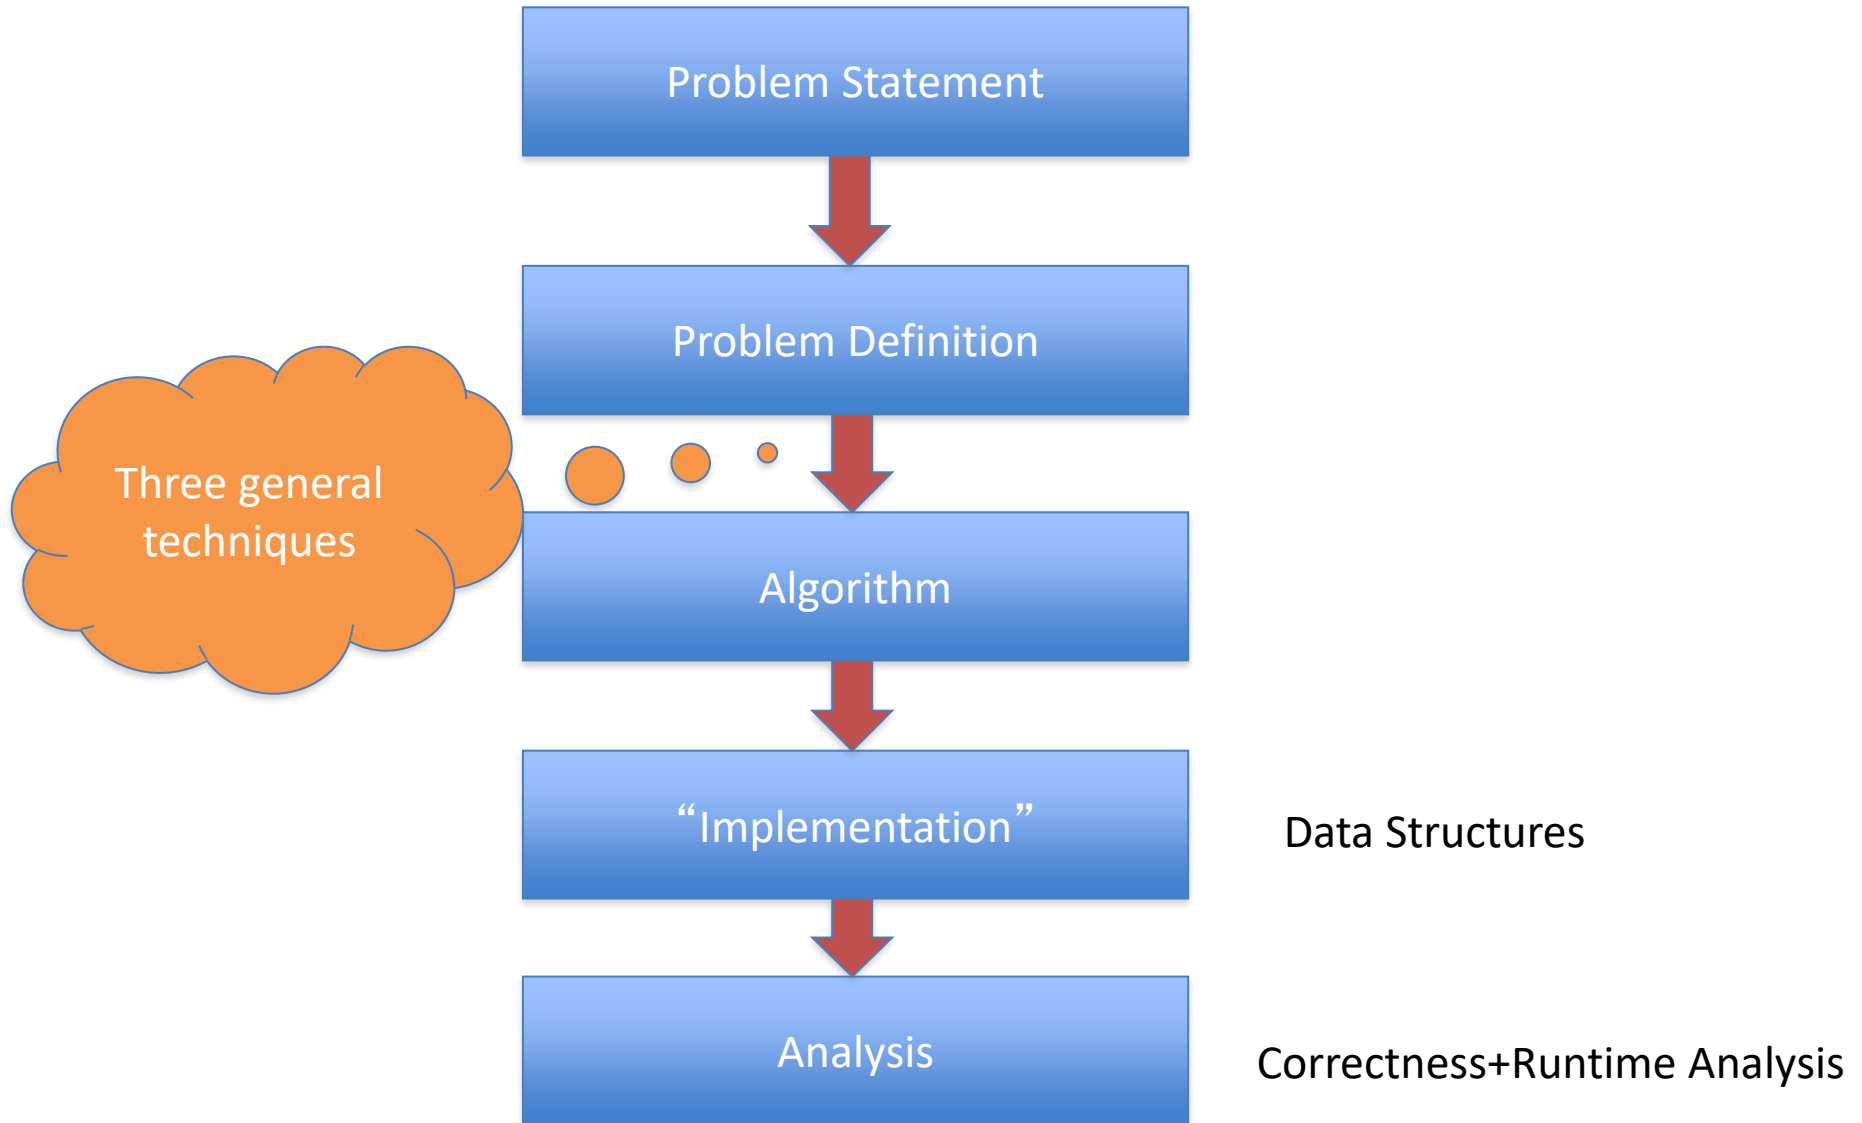 Problem Statement
Problem Definition
Three general
techniques
Algorithm
“Implementation”
Data Structures
Analysis
Correctness+Runtime Analysis